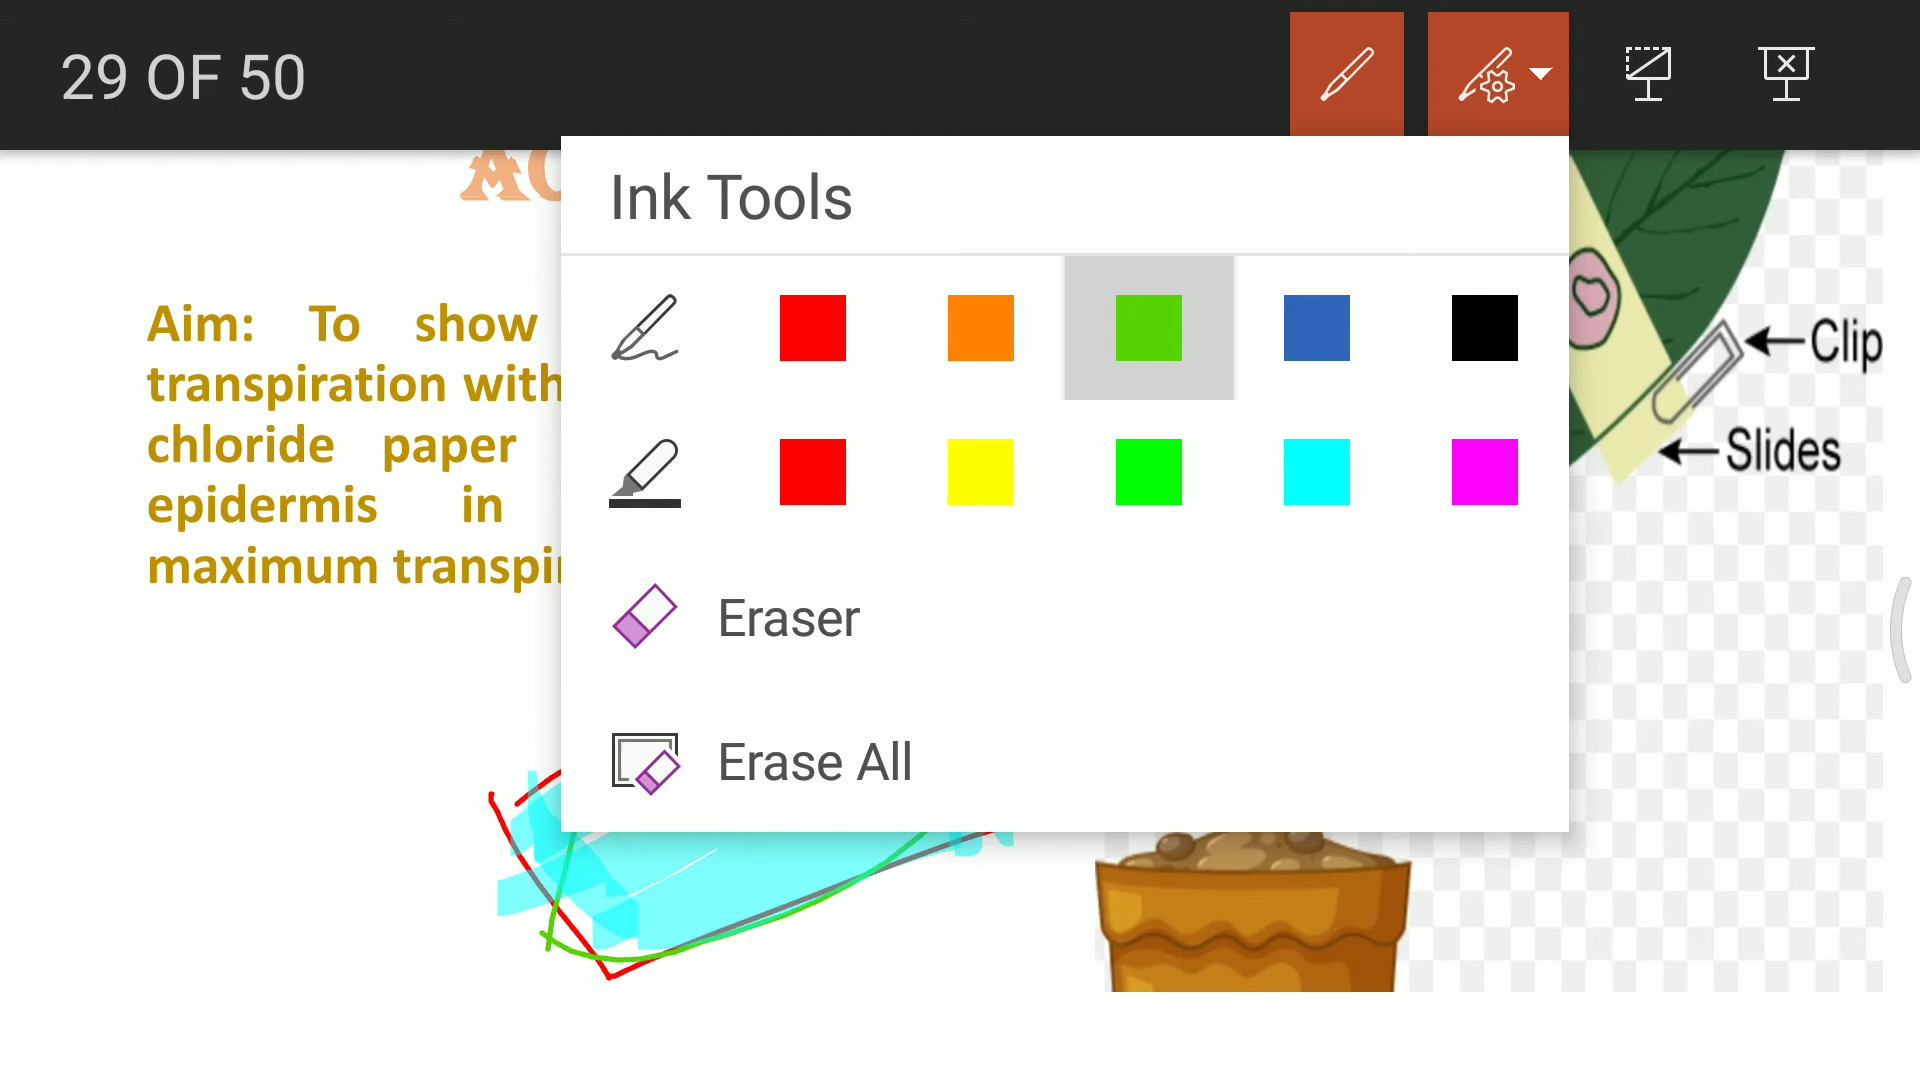 29 OF 50
Ink Tools
Aim: To show
transpiration with
chloride paper
epidermis in
maximum
Clip
Slides
Eraser
Erase All